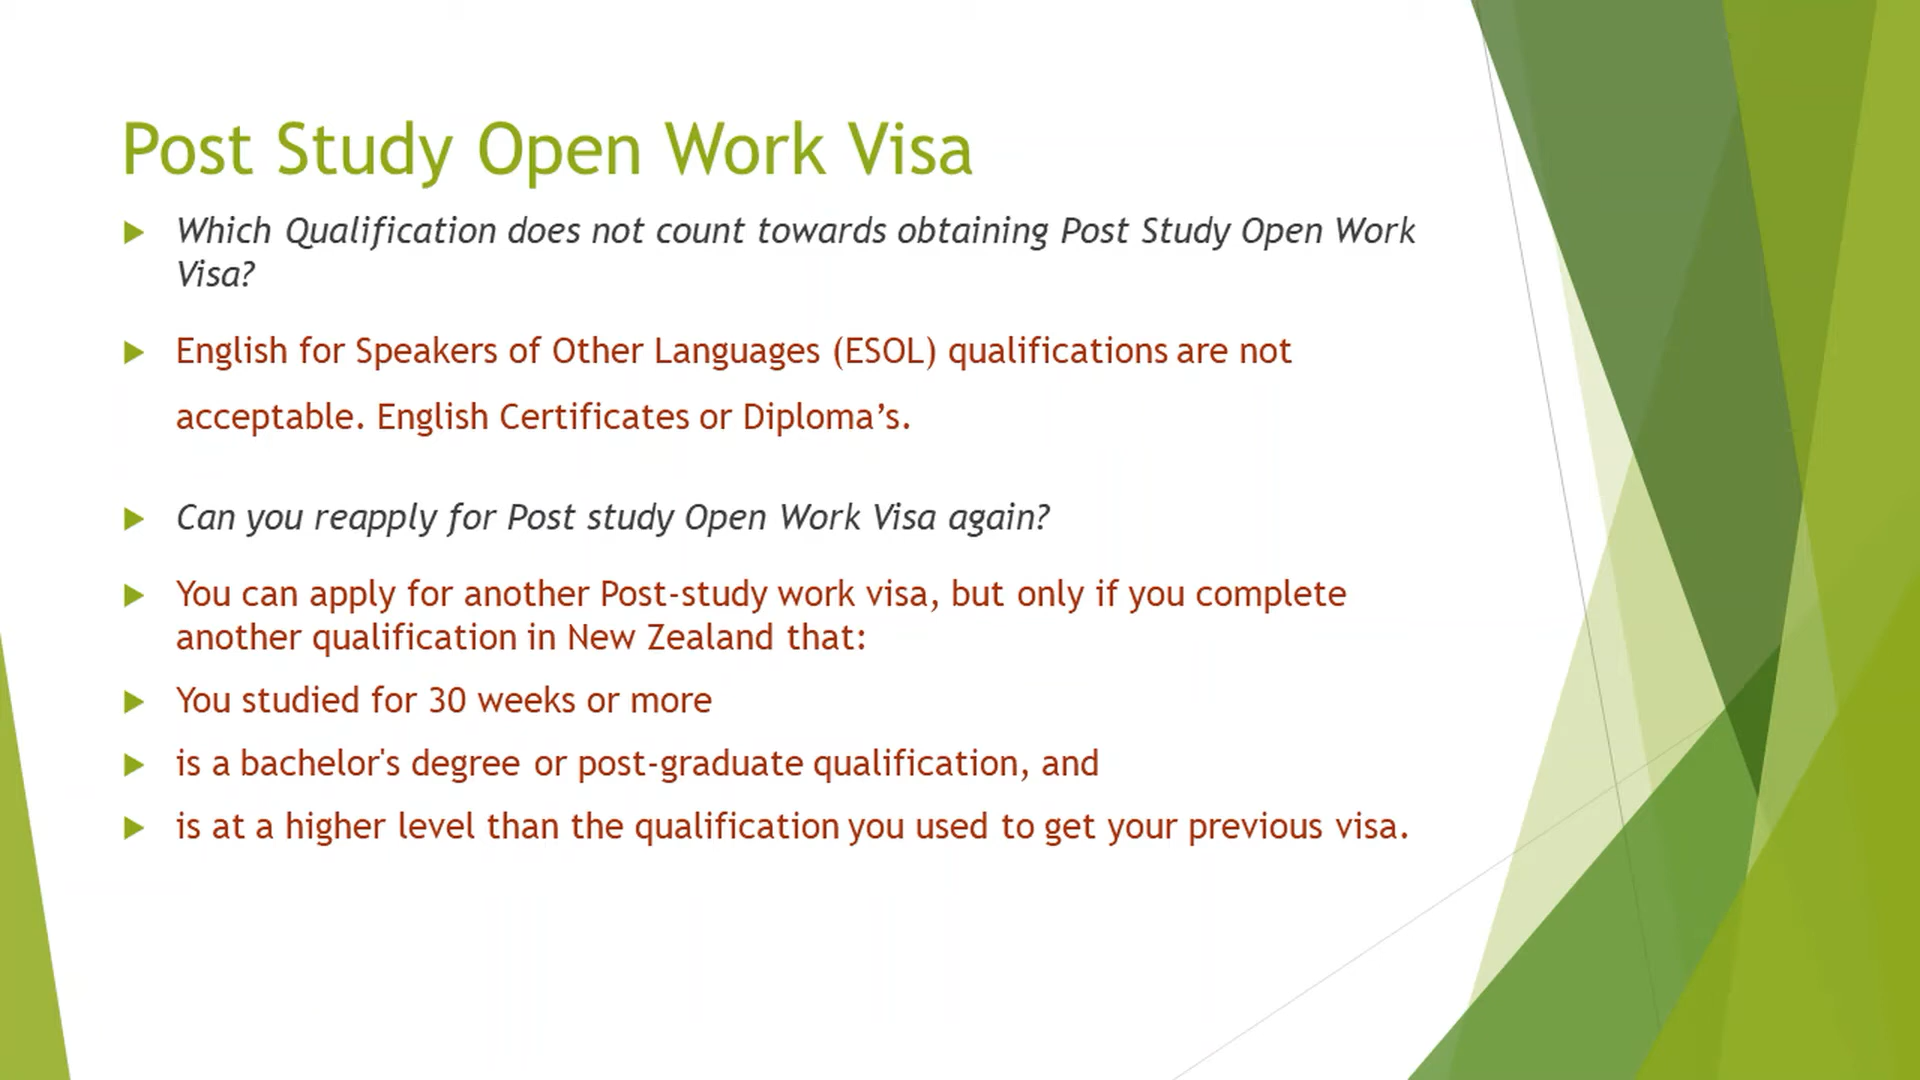 Post Study Open Work Visa
Which Qualification does not count towards obtaining Post Study Open Work
Visa?
English for Speakers of Other Languages (ESOL) qualifications are not
acceptable. English Certificates or Diploma’s.
Can you reapply for Post study Open Work Visa again?
You can apply for another Post-study work visa, but only if you complete
another qualification in New Zealand that:
You studied for 30 weeks or more
is a bachelor's degree or post-graduate qualification, and
is at a higher level than the qualification you used to get your previous visa.